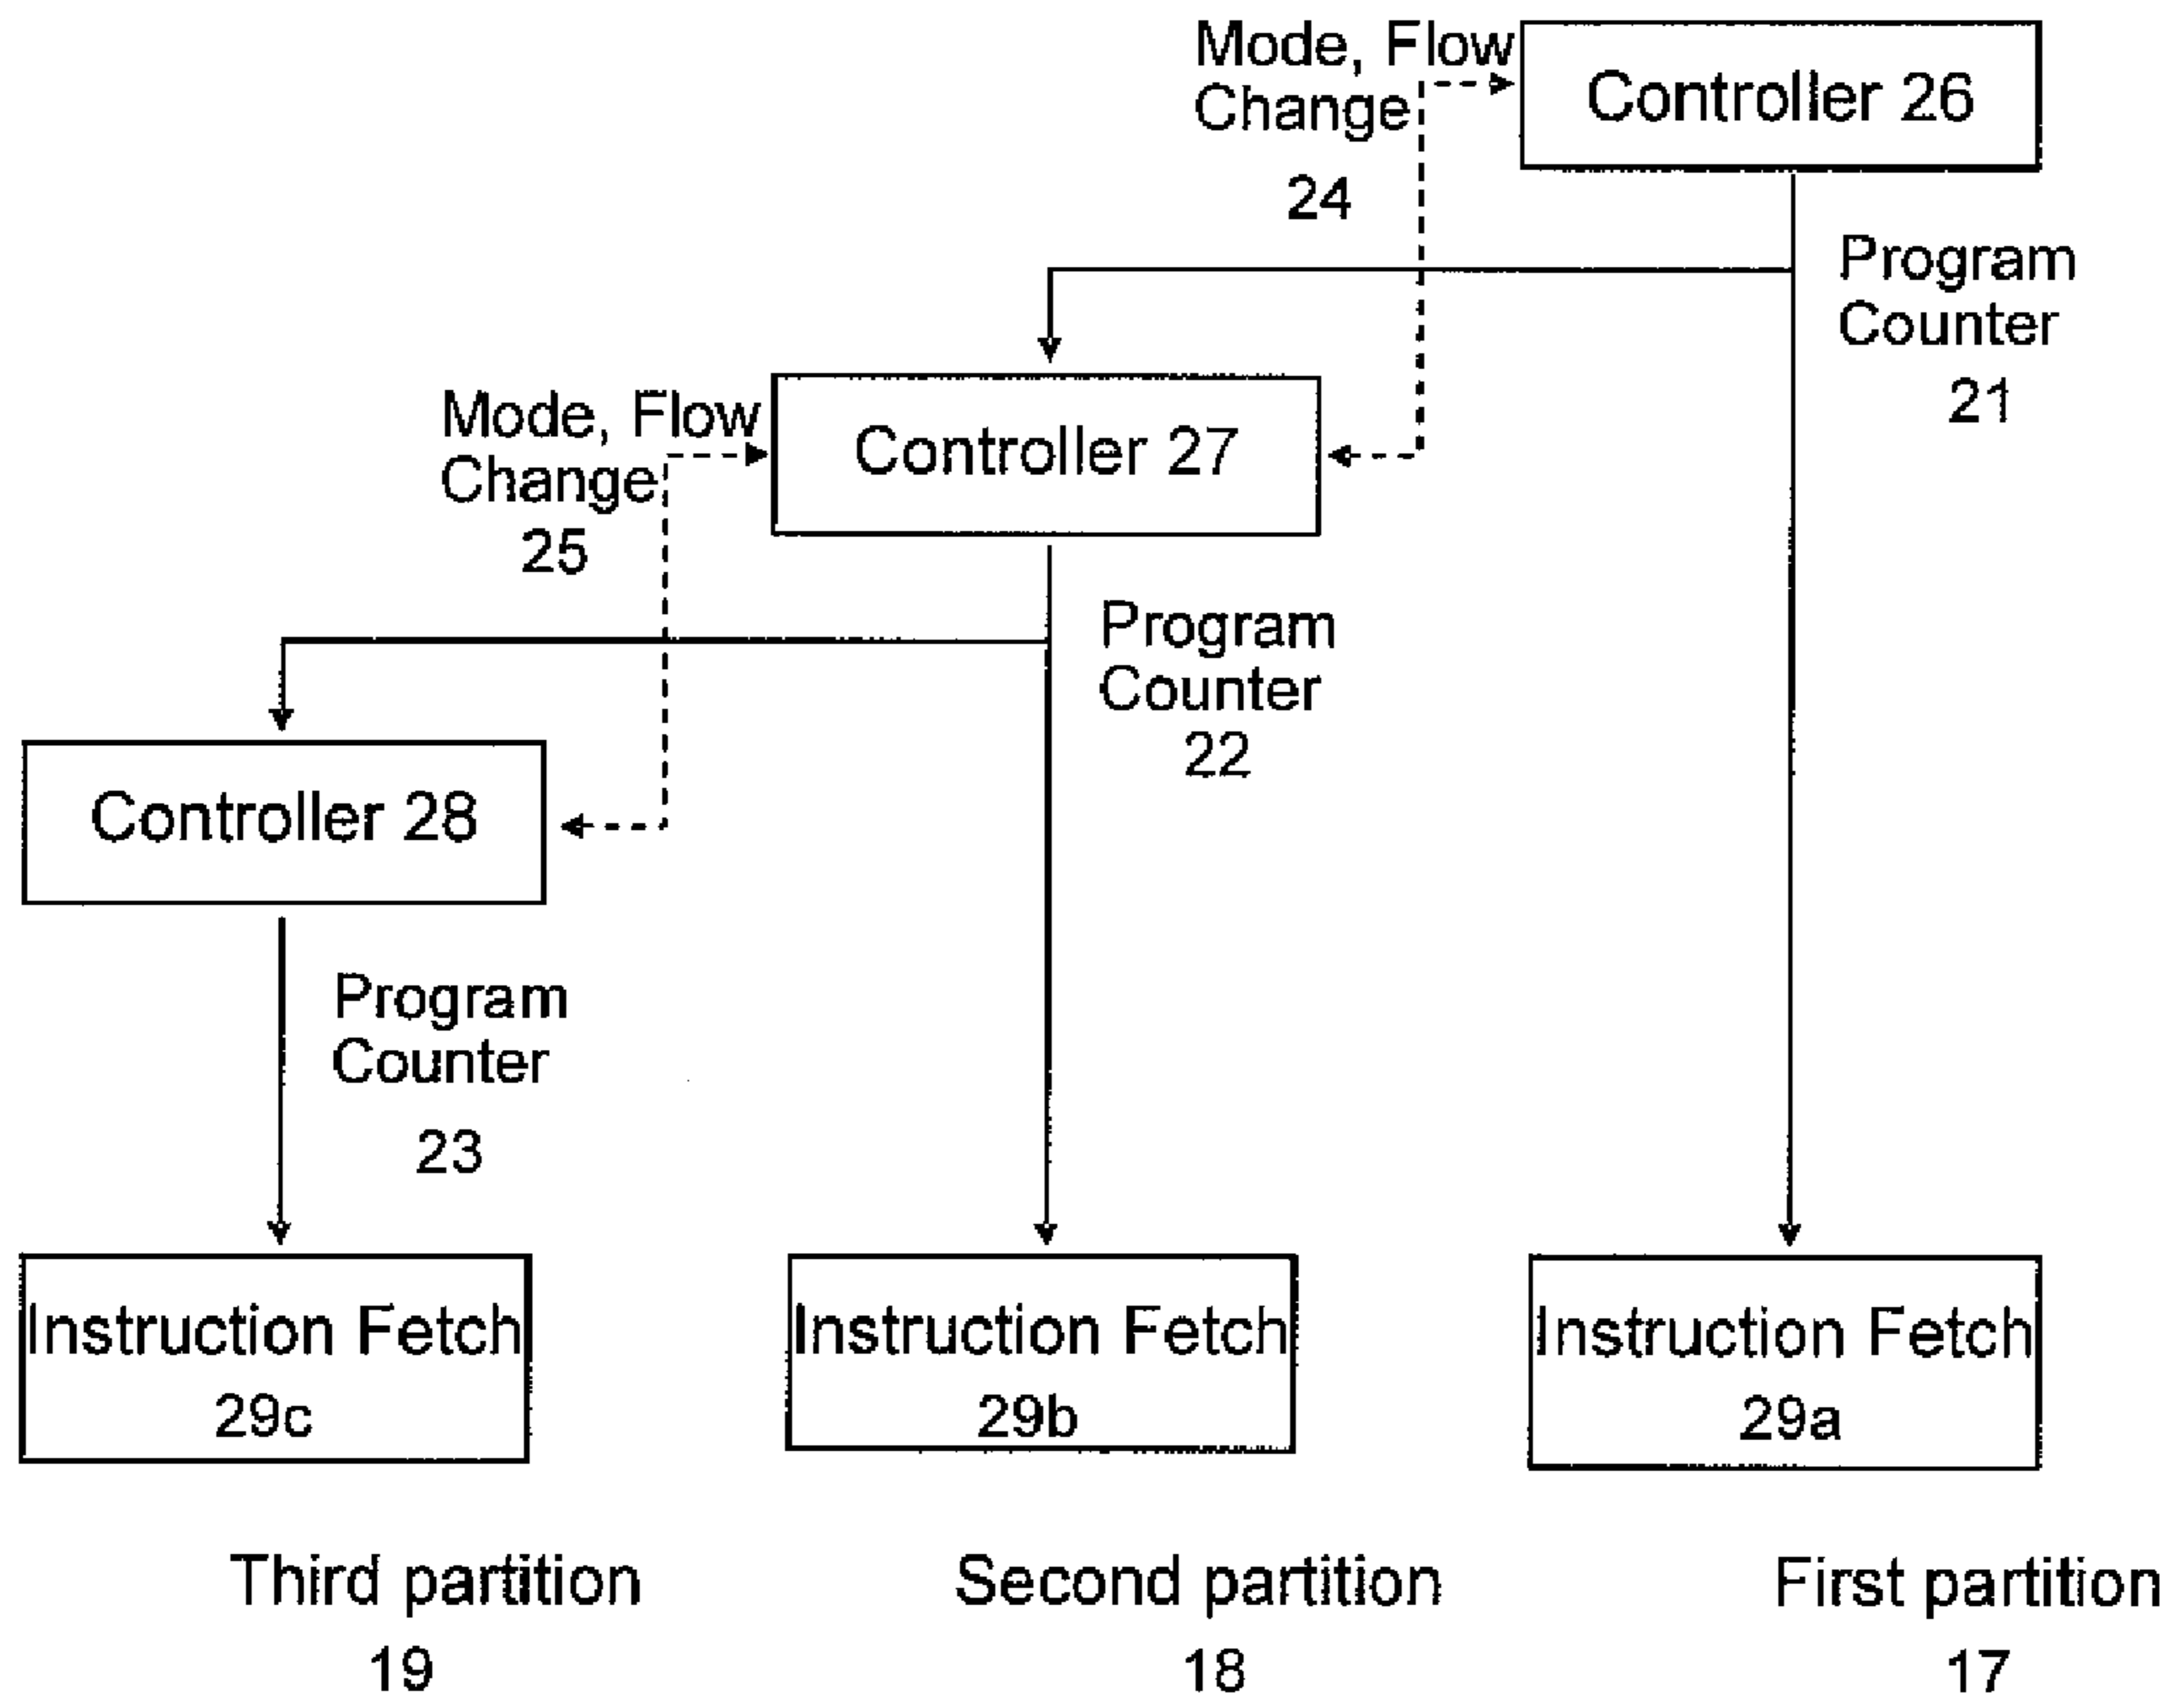 Mode, Flow
Change
24
Controller 26
Program
Counter
21
Mode, Flow
Change
25
Controller 27
Program
Counter
22
Controller 28
Program
Counter
23
Instruction Fetch
29c
Instruction Fetch
29b
Instruction Fetch
29a
Third partition
19
Second partition
18
First partition
17